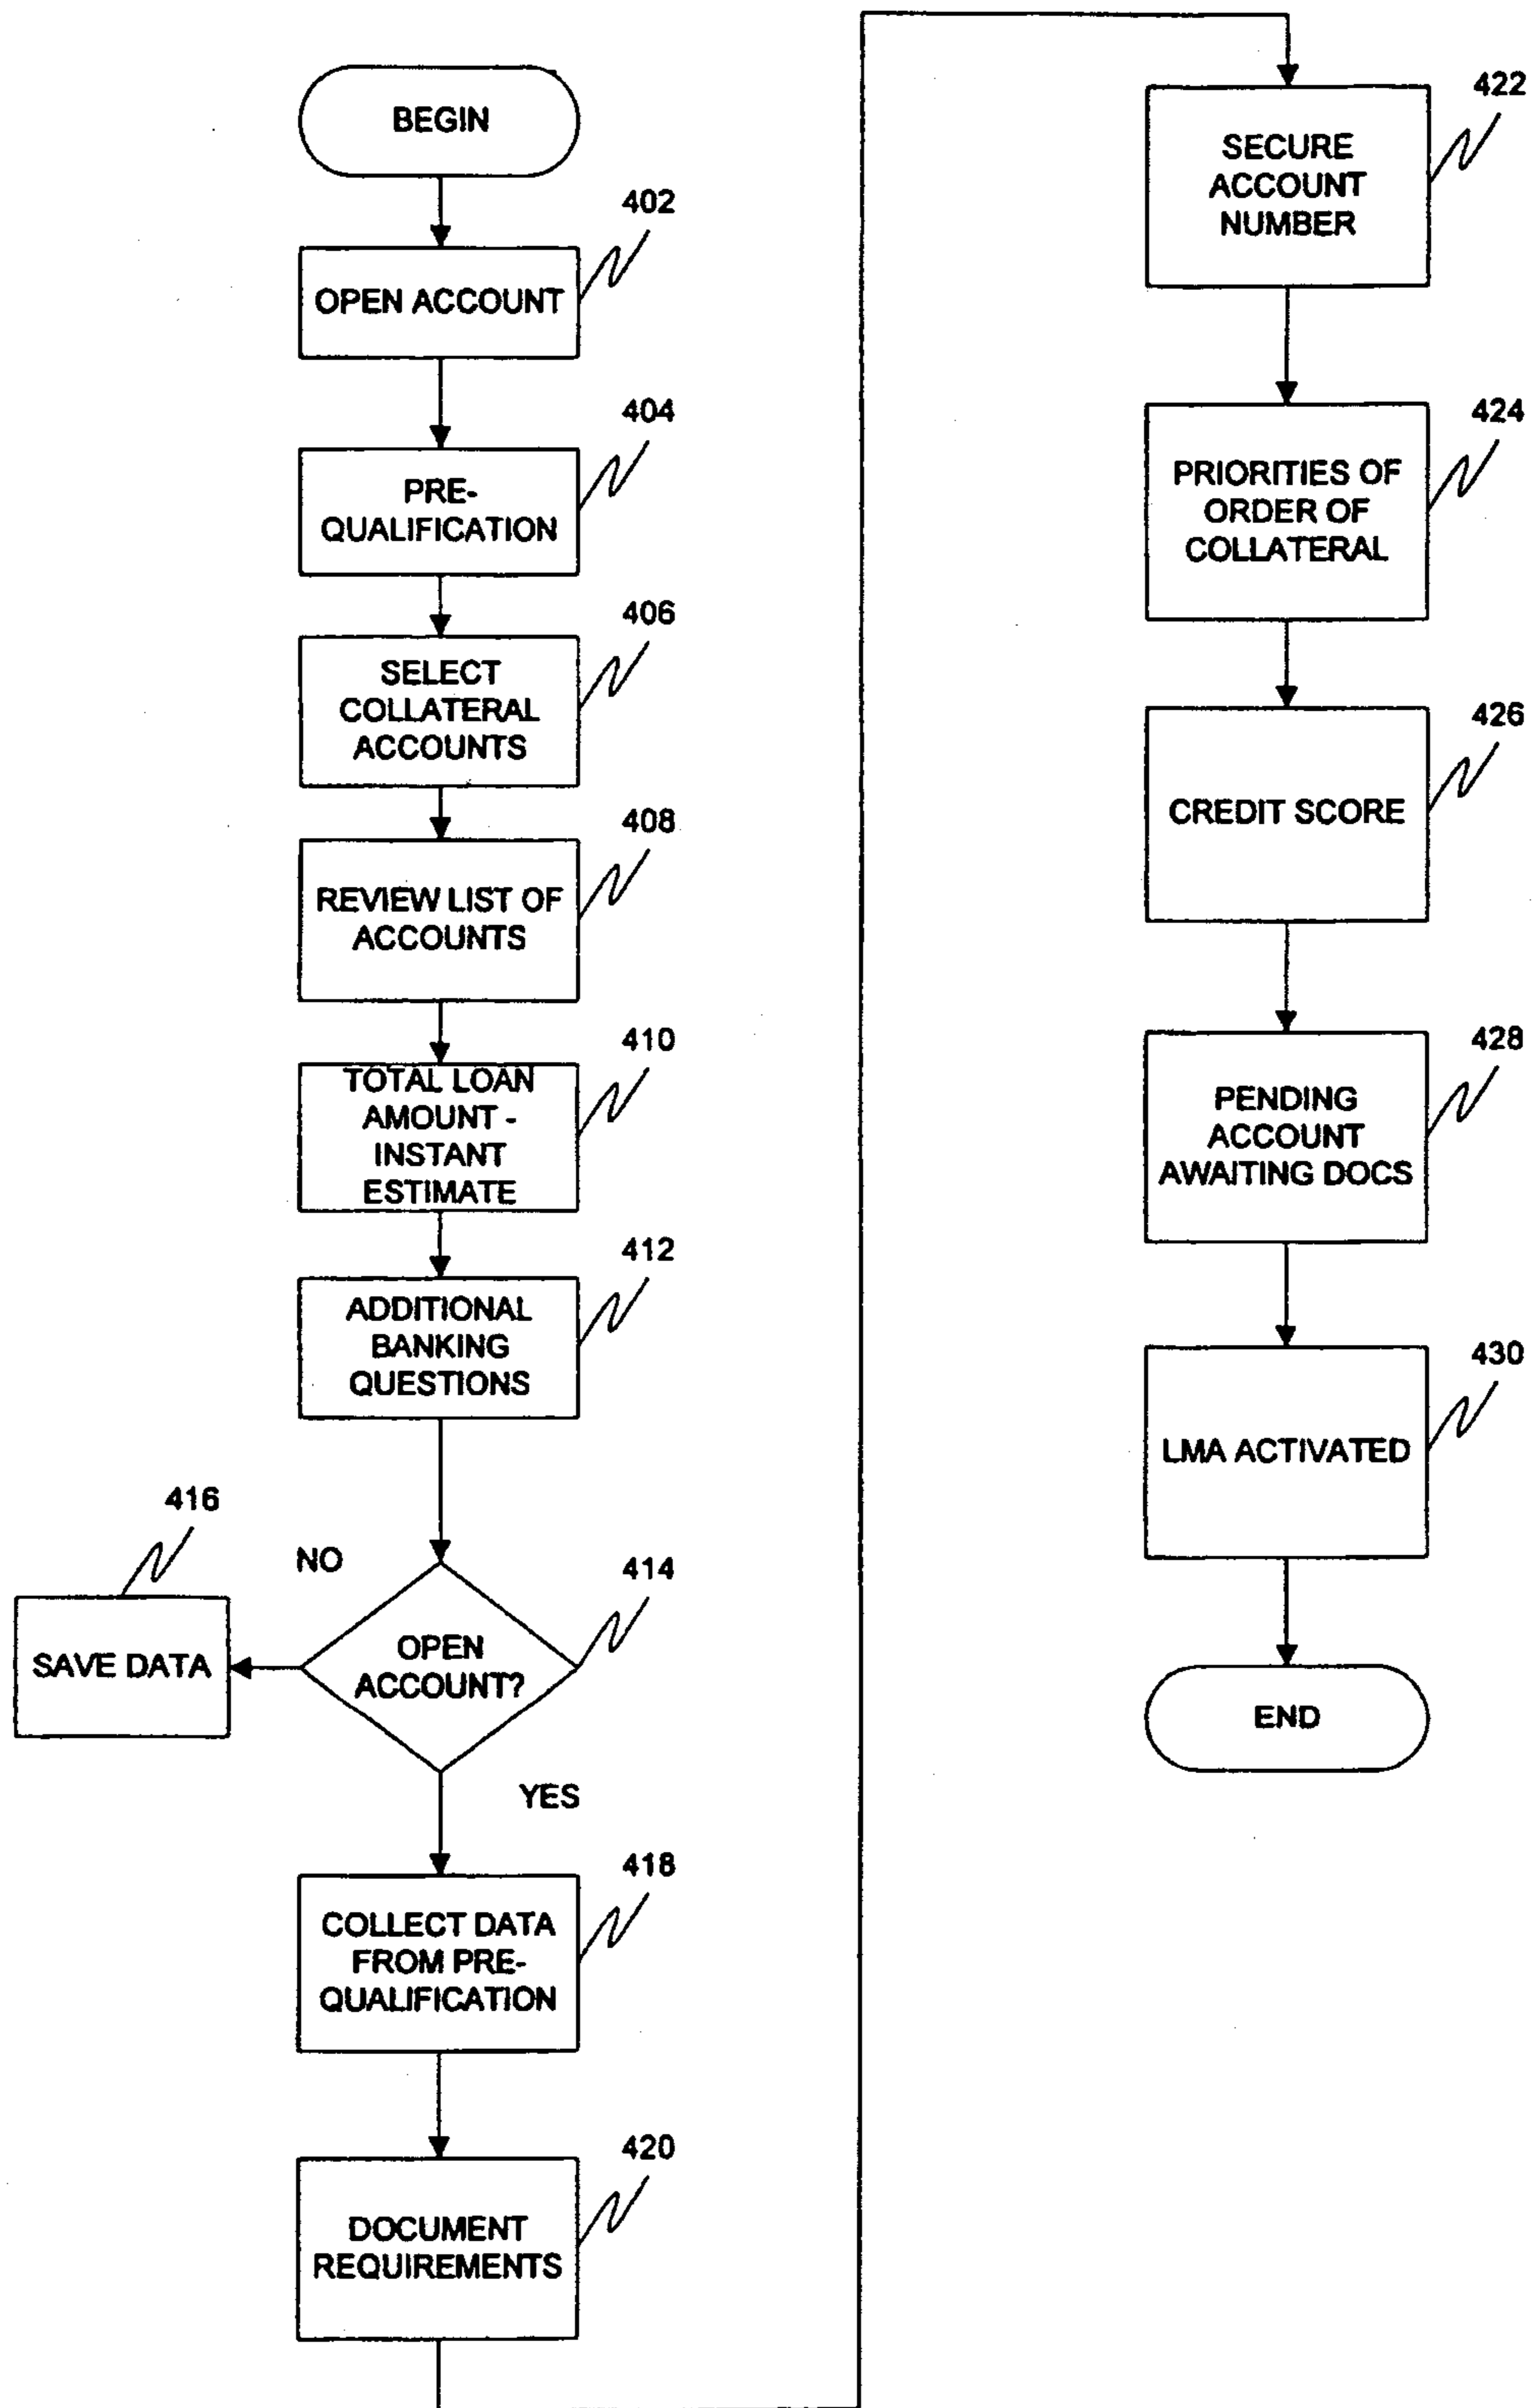 BEGIN
402
OPEN ACCOUNT
404
PRE-
QUALIFICATION
406
SELECT
COLLATERAL
ACCOUNTS
408
REVIEW LIST OF
ACCOUNTS
410
TOTAL LOAN
AMOUNT -
INSTANT
ESTIMATE
412
ADDITIONAL
BANKING
QUESTIONS
416
NO
414
SAVE DATA
OPEN
ACCOUNT?
YES
418
COLLECT DATA
FROM PRE-
QUALIFICATION
420
DOCUMENT
REQUIREMENTS
422
SECURE
ACCOUNT
NUMBER
424
PRIORITIES OF
ORDER OF
COLLATERAL
426
CREDIT SCORE
428
PENDING
ACCOUNT
AWAITING DOCS
430
LMA ACTIVATED
END